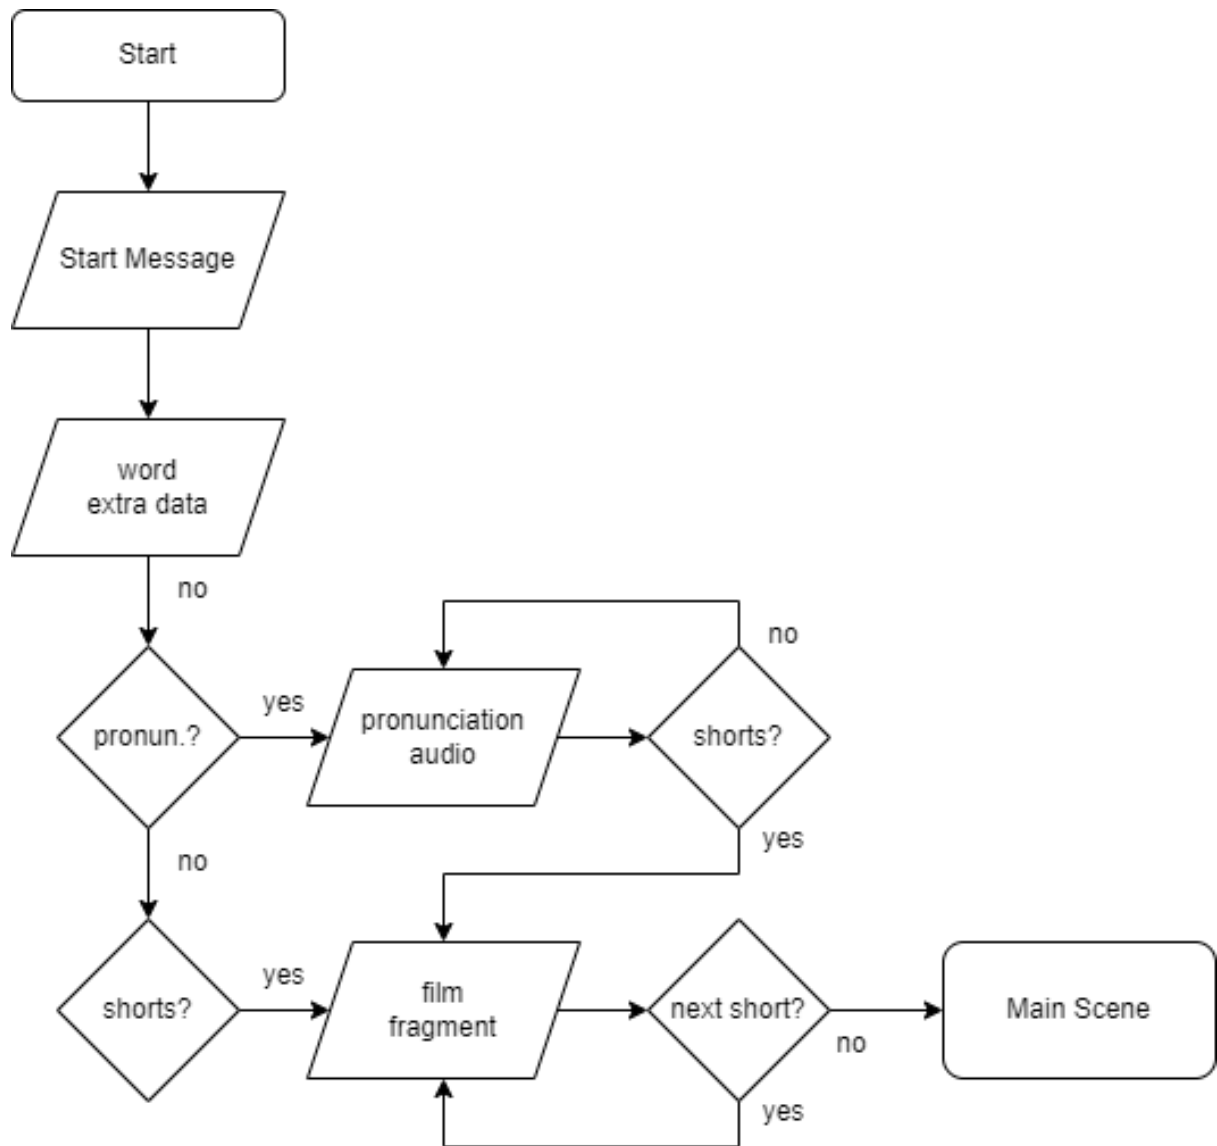 Start
Start Message
word
extra data
no
pronun.?
yes
pronunciation
audio
shorts?
no
yes
no
shorts?
yes
film
fragment
next short?
no
yes
Main Scene